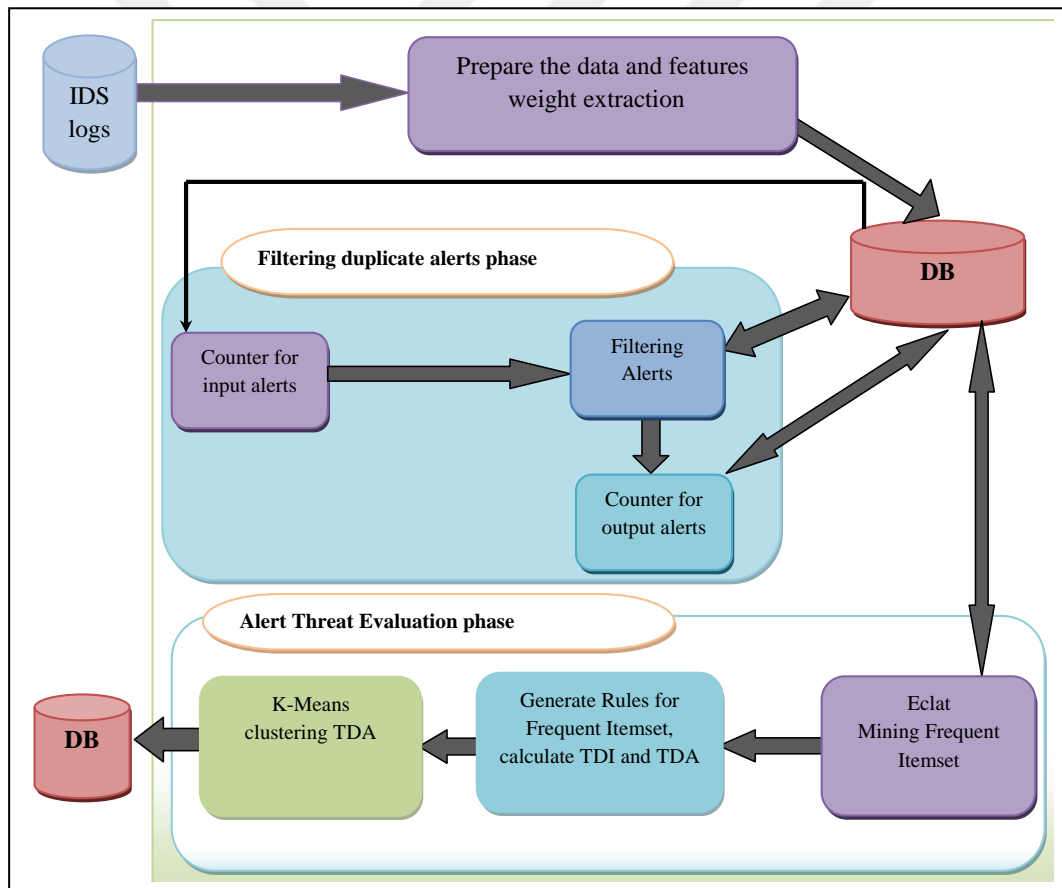 IDS
logs
Prepare the data and features
weight extraction
DB
Filtering duplicate alerts phase
Counter for
input alerts
Filtering
Alerts
Counter for
output alerts
Alert Threat Evaluation phase
DB
K-Means
clustering TDA
Generate Rules for
Frequent Itemset,
calculate TDI and TDA
Eclat
Mining Frequent
Itemset